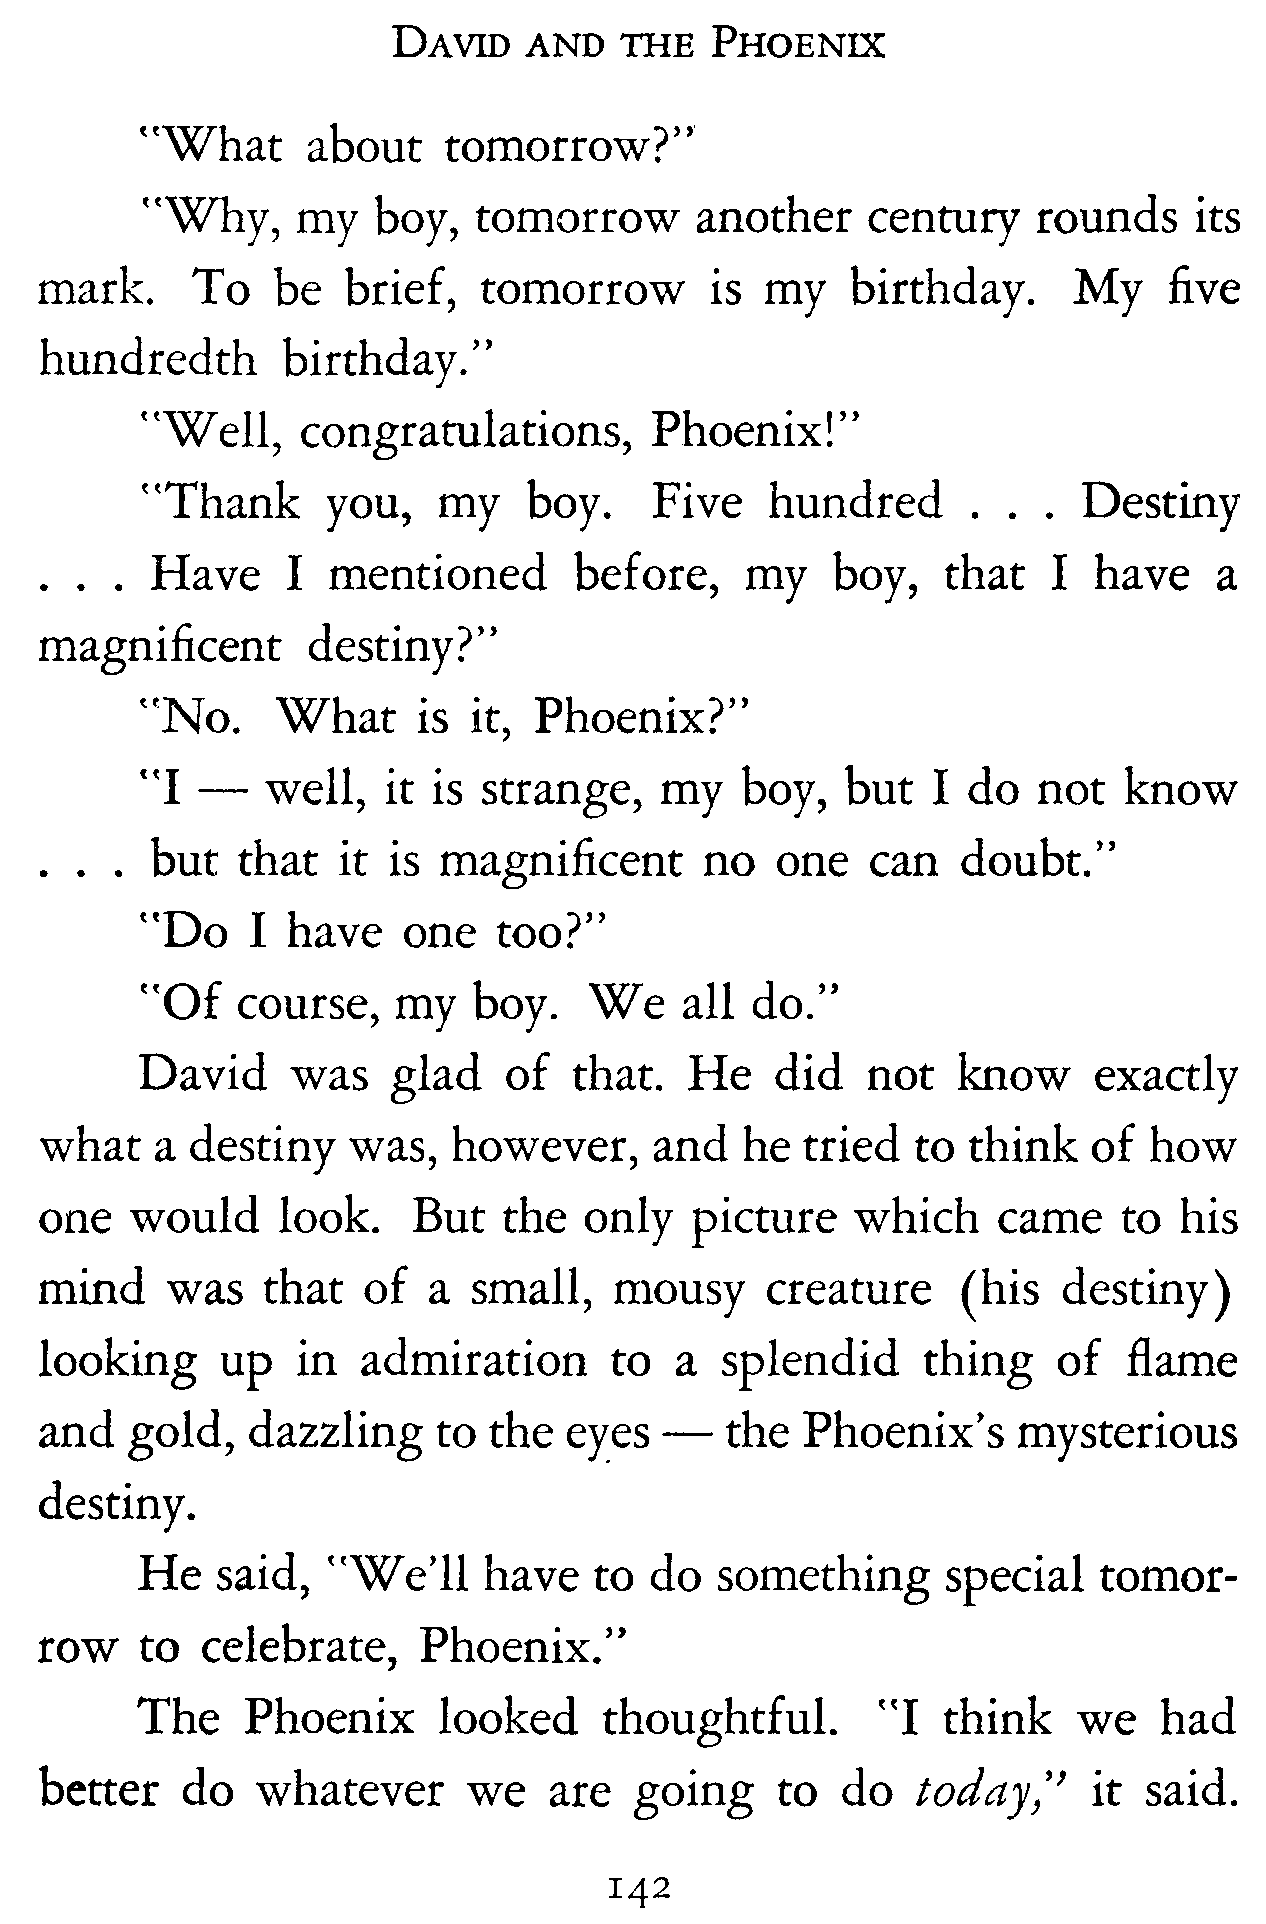 DAVID AND THE PHOENIX
"What about tomorrow?"
"Why, my boy, tomorrow another century rounds its
mark. To be brief, tomorrow is my birthday. My five
hundredth birthday."
"Well, congratulations, Phoenix!"
"Thank you, my boy. Five hundred . . . Destiny
. . . Have I mentioned before, my boy, that I have a
magnificent destiny?"
"No. What is it, Phoenix?"
"I — well, it is strange, my boy, but I do not know
. . . but that it is magnificent no one can doubt."
"Do I have one too?"
"Of course, my boy. We all do."
David was glad of that. He did not know exactly
what a destiny was, however, and he tried to think of how
one would look. But the only picture which came to his
mind was that of a small, mousy creature (his destiny)
looking up in admiration to a splendid thing of flame
and gold, dazzling to the eyes — the Phoenix's mysterious
destiny.
He said, "We'll have to do something special tomor-
row to celebrate, Phoenix."
The Phoenix looked thoughtful. "I think we had
better do whatever we are going to do today," it said.
142